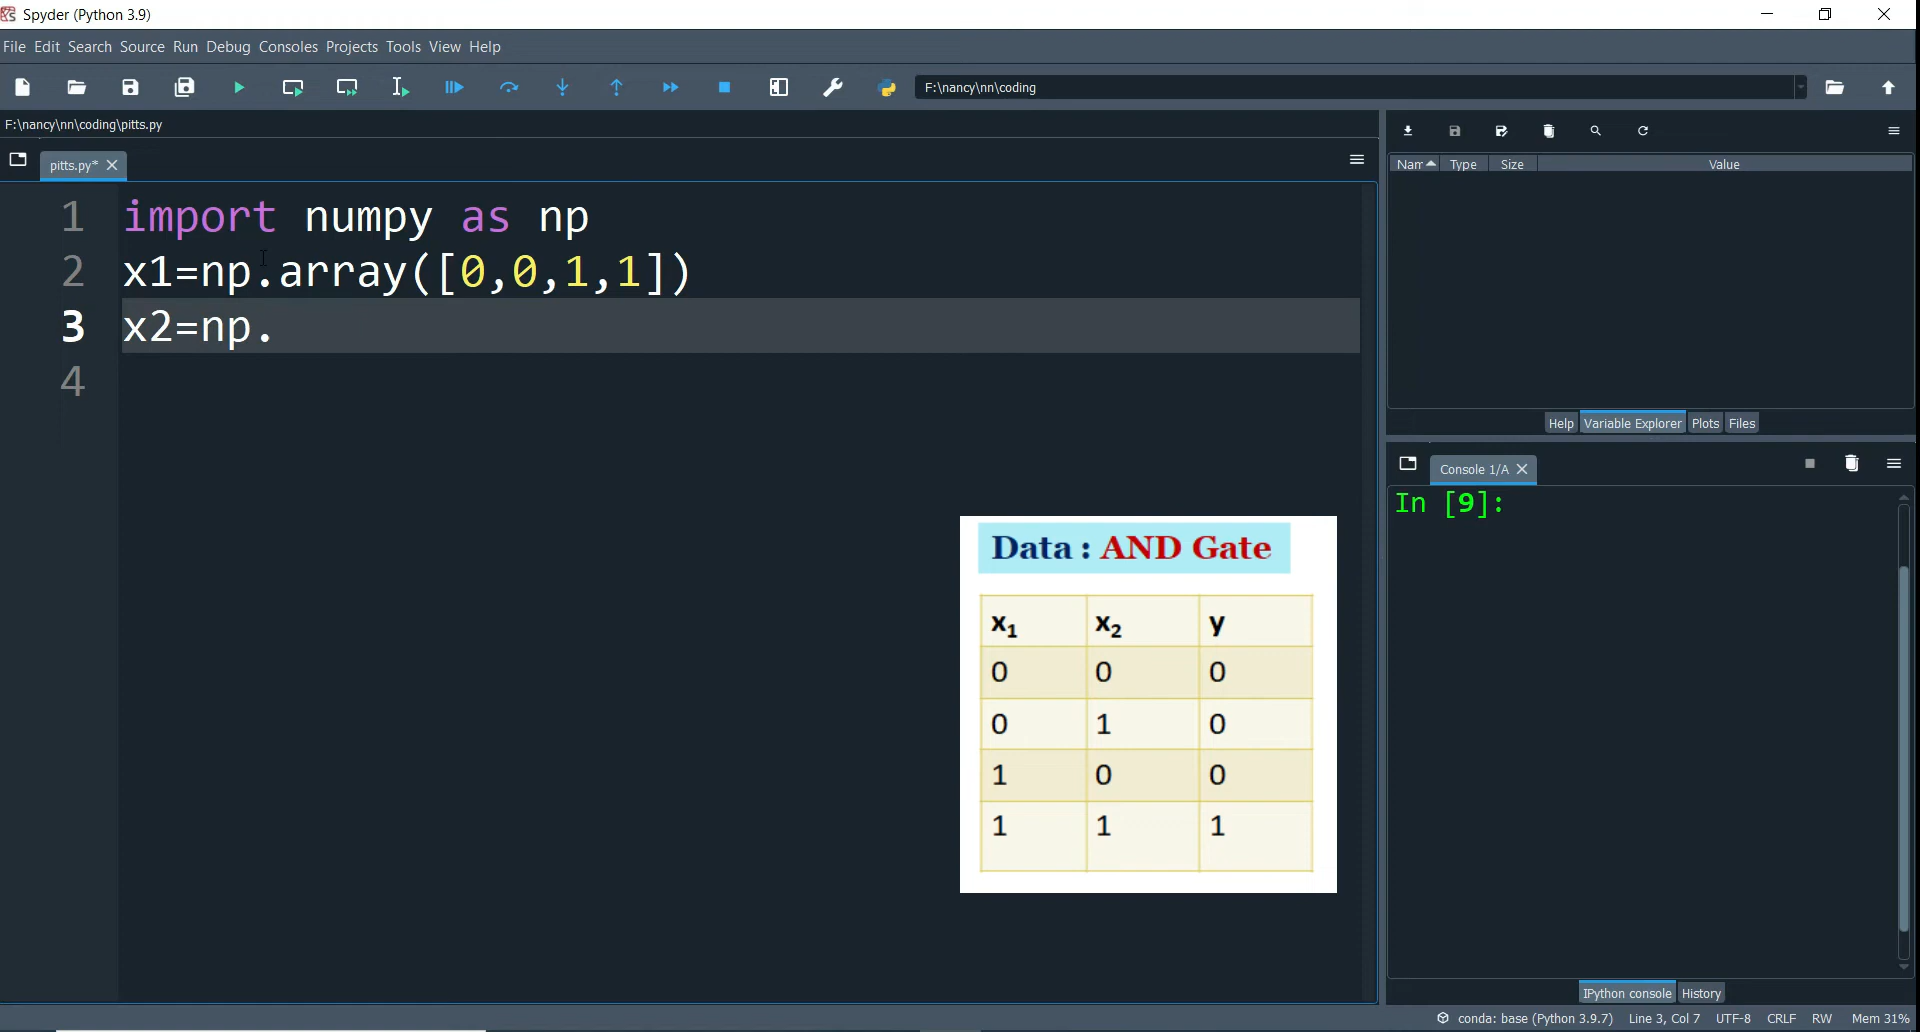 Spyder (Python 3.9)
File Edit Search Source Run Debug Consoles Projects Tools View Help
F:\nancy\nn\coding
F:\nancy\nn\coding\pitts.py
pitts.py*
1 import numpy as np
2 x1=np.array([0,0,1,1])
3 x2=np.
4
Data : AND Gate
x1 x2 y
0 0 0
0 1 0
1 0 0
1 1 1
Nam Type Size Value
Help Variable Explorer Plots Files
Console 1/A
In [9]:
IPython console History
conda: base (Python 3.9.7) Line 3, Col 7 UTF-8 CRLF RW Mem 31%